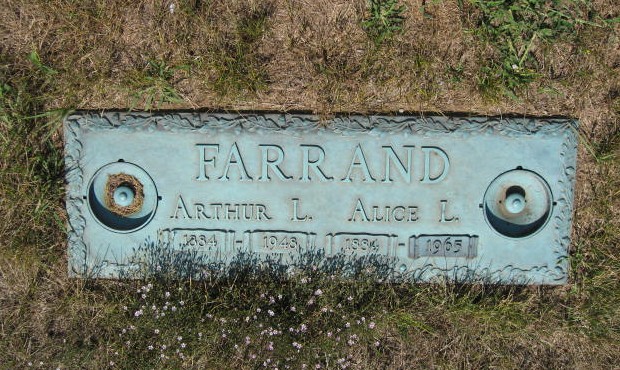 FARRAND
ARTHUR L. ALICE L.
1884 - 1943 1884 - 1965